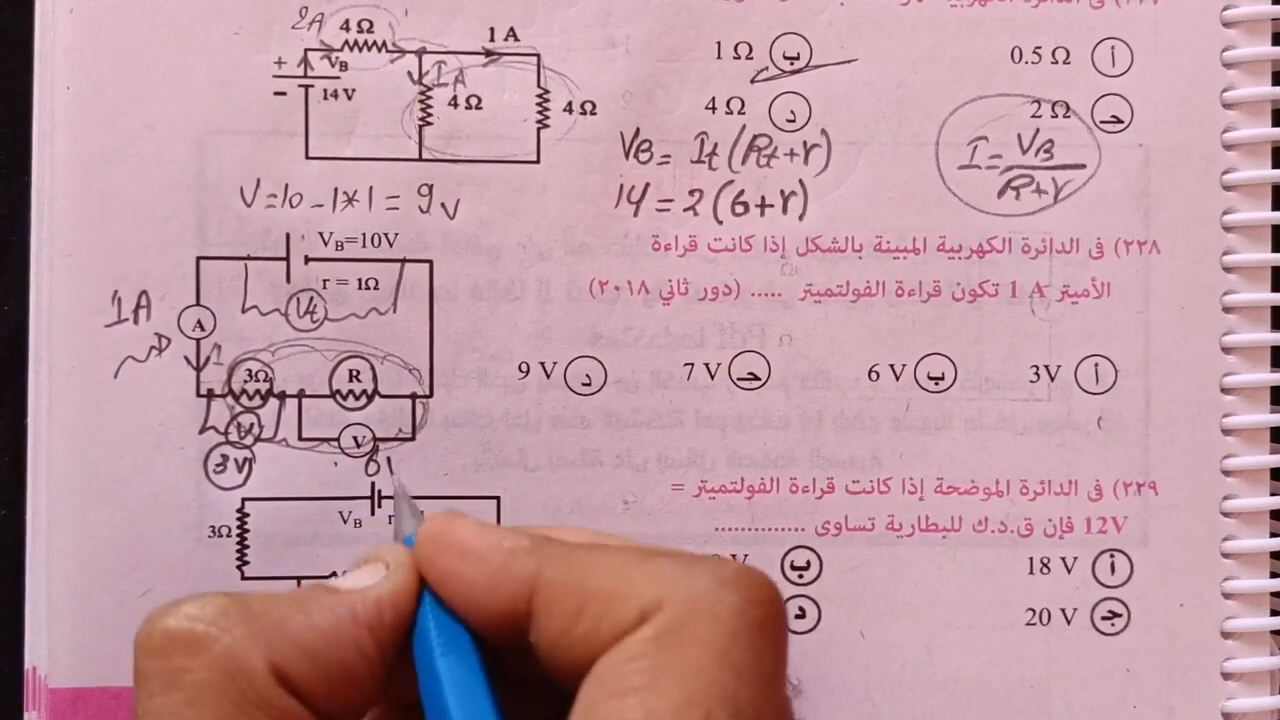 2A 4Ω
1 A
+ VB
- 14 V
1A
4Ω
4Ω
0.5 Ω أ
1 Ω ب
2 Ω جـ
4 Ω د
VB = It(Rt+r)
14 = 2(6+r)
I = VB / R+r
V = 10 - 1*1 = 9v
٢٢٨) فى الدائرة الكهربية المبينة بالشكل إذا كانت قراءة
الأميتر 1 A تكون قراءة الفولتميتر ..... (دور ثاني ٢٠١٨)
3V أ 6 V ب 7 V جـ 9 V د
VB=10V
r = 1Ω
Vt
1A
A
I
3Ω
R
V
V
3V
6V
٢٢٩) فى الدائرة الموضحة إذا كانت قراءة الفولتميتر =
12V فإن ق.د.ك للبطارية تساوى ..............
18 V أ
ب
20 V جـ
د
VB
3Ω